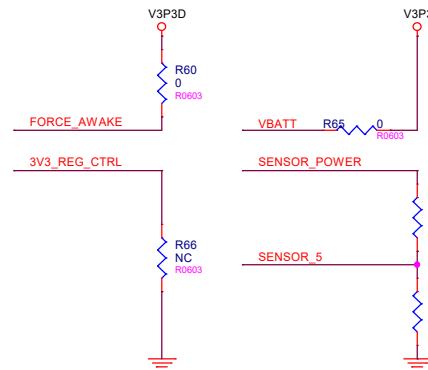 V3P3D
R60
0
R0603
FORCE_AWAKE
3V3_REG_CTRL
R66
NC
R0603
V3P3
VBATT
R65
0
R0603
SENSOR_POWER
SENSOR_5